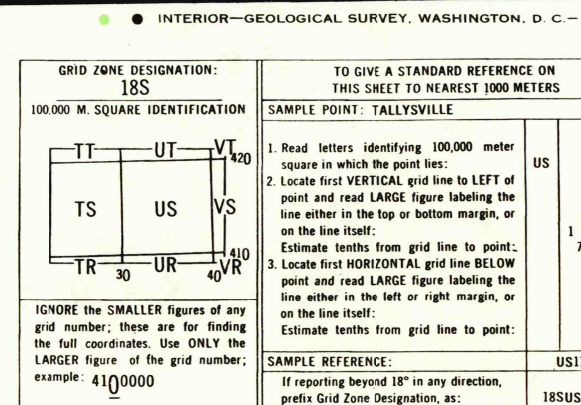 INTERIOR—GEOLOGICAL SURVEY, WASHINGTON, D. C.—
GRID ZONE DESIGNATION:
18S
100,000 M. SQUARE IDENTIFICATION
TT UT VT
420
TS US VS
410
TR UR VR
30 40
IGNORE the SMALLER figures of any
grid number; these are for finding
the full coordinates. Use ONLY the
LARGER figure of the grid number;
example: 4100000
TO GIVE A STANDARD REFERENCE ON
THIS SHEET TO NEAREST 1000 METERS
SAMPLE POINT: TALLYSVILLE
1. Read letters identifying 100,000 meter
square in which the point lies:
US
2. Locate first VERTICAL grid line to LEFT of
point and read LARGE figure labeling the
line either in the top or bottom margin, or
on the line itself:
1
Estimate tenths from grid line to point:
3. Locate first HORIZONTAL grid line BELOW
point and read LARGE figure labeling the
line either in the left or right margin, or
on the line itself:
Estimate tenths from grid line to point:
SAMPLE REFERENCE:
If reporting beyond 18° in any direction,
prefix Grid Zone Designation, as:
18SUS